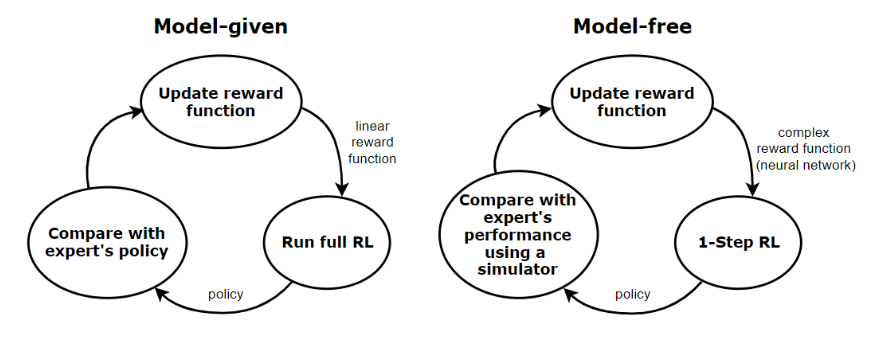 Model-given
Update reward
function
linear
reward
function
Run full RL
policy
Compare with
expert's policy
Model-free
Update reward
function
complex
reward function
(neural network)
1-Step RL
policy
Compare with
expert's
performance
using a
simulator